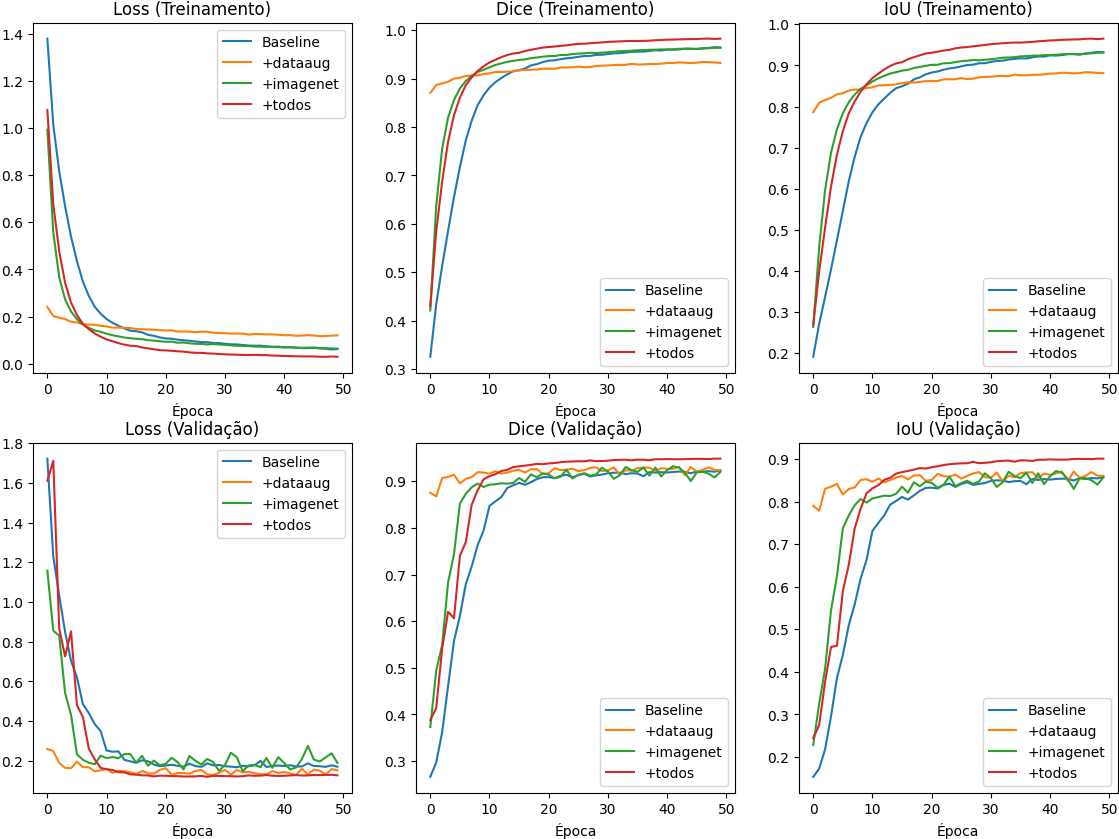 Loss (Treinamento)
1.4
1.2
1.0
0.8
0.6
0.4
0.2
0.0
Baseline
+dataaug
+imagenet
+todos
0 10 20 30 40 50
Época
Dice (Treinamento)
1.0
0.9
0.8
0.7
0.6
0.5
0.4
0.3
Baseline
+dataaug
+imagenet
+todos
0 10 20 30 40 50
Época
IoU (Treinamento)
1.0
0.9
0.8
0.7
0.6
0.5
0.4
0.3
0.2
Baseline
+dataaug
+imagenet
+todos
0 10 20 30 40 50
Época
Loss (Validação)
1.8
1.6
1.4
1.2
1.0
0.8
0.6
0.4
0.2
Baseline
+dataaug
+imagenet
+todos
0 10 20 30 40 50
Época
Dice (Validação)
0.9
0.8
0.7
0.6
0.5
0.4
0.3
Baseline
+dataaug
+imagenet
+todos
0 10 20 30 40 50
Época
IoU (Validação)
0.9
0.8
0.7
0.6
0.5
0.4
0.3
0.2
Baseline
+dataaug
+imagenet
+todos
0 10 20 30 40 50
Época